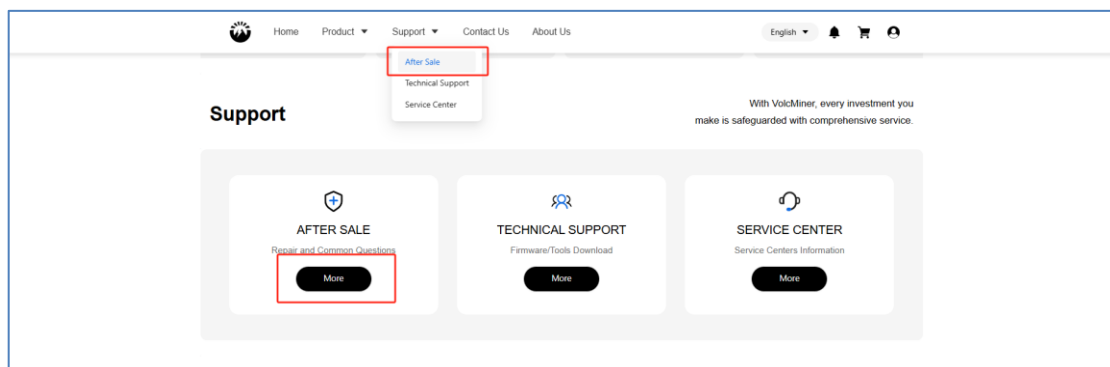 Home Product Support Contact Us About Us English
After Sale
Technical Support
Service Center
Support
With VolcMiner, every investment you
make is safeguarded with comprehensive service.
AFTER SALE
Repair and Common Questions
More
TECHNICAL SUPPORT
Firmware/Tools Download
More
SERVICE CENTER
Service Centers Information
More